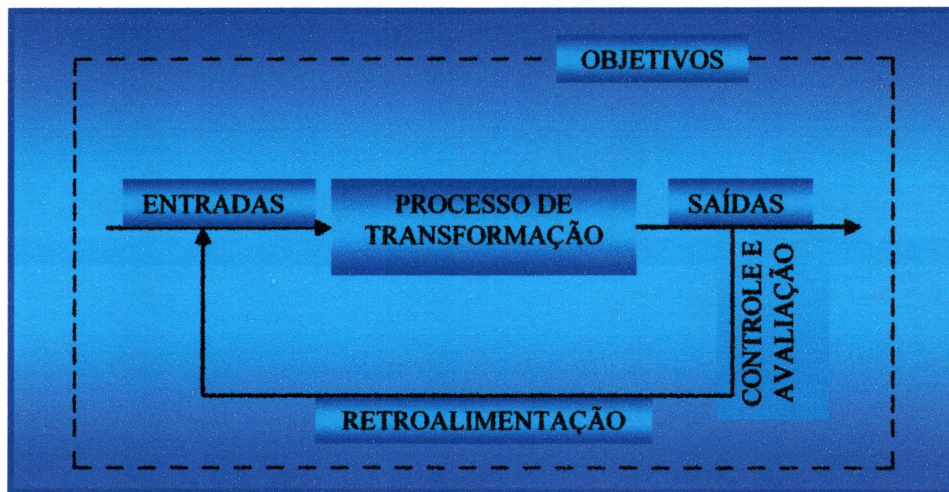 OBJETIVOS
ENTRADAS
PROCESSO DE
TRANSFORMAÇÃO
SAÍDAS
CONTROLE E
AVALIAÇÃO
RETROALIMENTAÇÃO